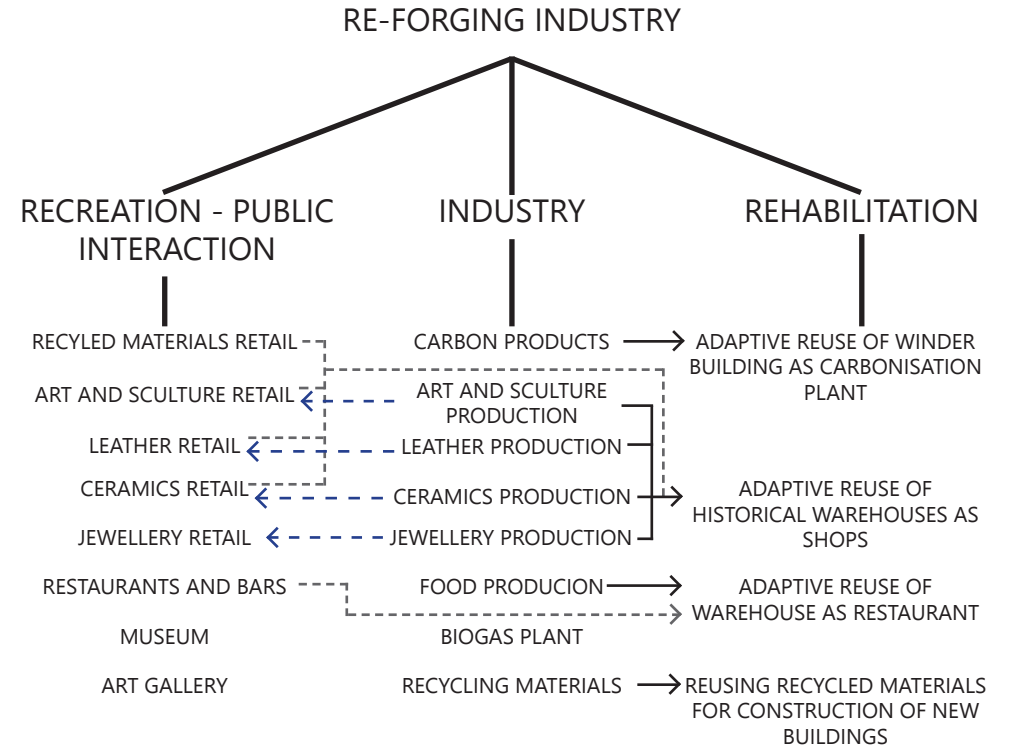 RE-FORGING INDUSTRY
RECREATION - PUBLIC
INTERACTION
INDUSTRY
REHABILITATION
RECYLED MATERIALS RETAIL
ART AND SCULTURE RETAIL
LEATHER RETAIL
CERAMICS RETAIL
JEWELLERY RETAIL
RESTAURANTS AND BARS
MUSEUM
ART GALLERY
CARBON PRODUCTS
ART AND SCULTURE
PRODUCTION
LEATHER PRODUCTION
CERAMICS PRODUCTION
JEWELLERY PRODUCTION
FOOD PRODUCION
BIOGAS PLANT
RECYCLING MATERIALS
ADAPTIVE REUSE OF WINDER
BUILDING AS CARBONISATION
PLANT
ADAPTIVE REUSE OF
HISTORICAL WAREHOUSES AS
SHOPS
ADAPTIVE REUSE OF
WAREHOUSE AS RESTAURANT
REUSING RECYCLED MATERIALS
FOR CONSTRUCTION OF NEW
BUILDINGS